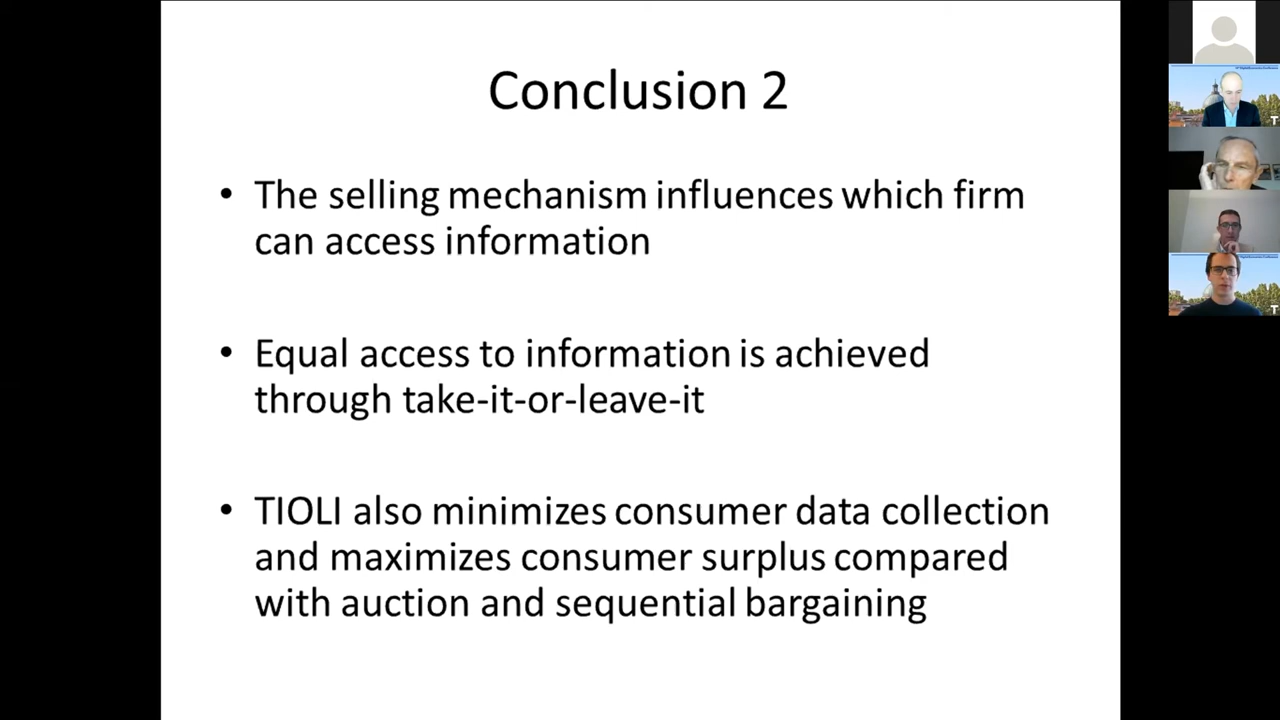 Conclusion 2
• The selling mechanism influences which firm
can access information
• Equal access to information is achieved
through take-it-or-leave-it
• TIOLI also minimizes consumer data collection
and maximizes consumer surplus compared
with auction and sequential bargaining